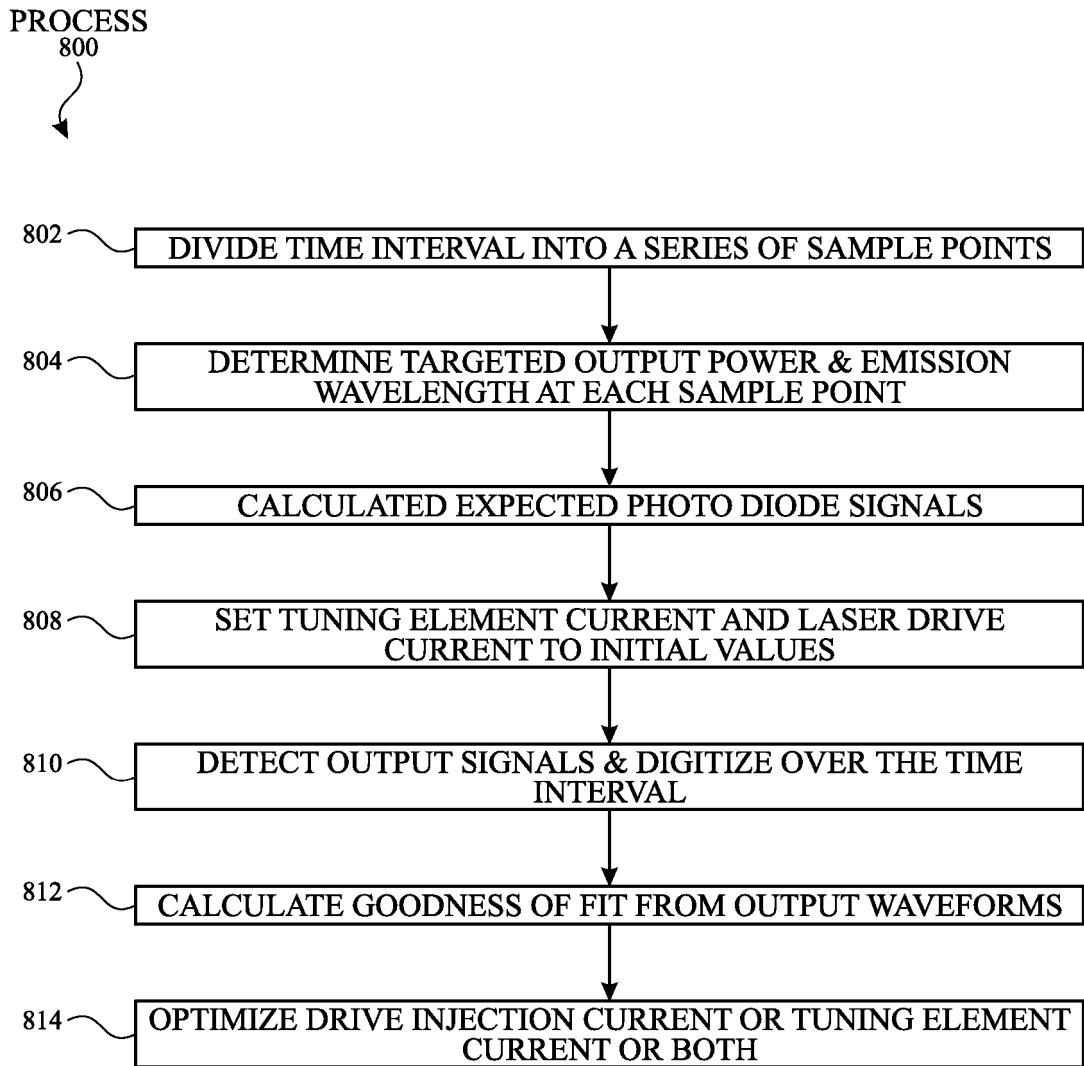 PROCESS
800
802
DIVIDE TIME INTERVAL INTO A SERIES OF SAMPLE POINTS
804
DETERMINE TARGETED OUTPUT POWER & EMISSION
WAVELENGTH AT EACH SAMPLE POINT
806
CALCULATED EXPECTED PHOTO DIODE SIGNALS
808
SET TUNING ELEMENT CURRENT AND LASER DRIVE
CURRENT TO INITIAL VALUES
810
DETECT OUTPUT SIGNALS & DIGITIZE OVER THE TIME
INTERVAL
812
CALCULATE GOODNESS OF FIT FROM OUTPUT WAVEFORMS
814
OPTIMIZE DRIVE INJECTION CURRENT OR TUNING ELEMENT
CURRENT OR BOTH